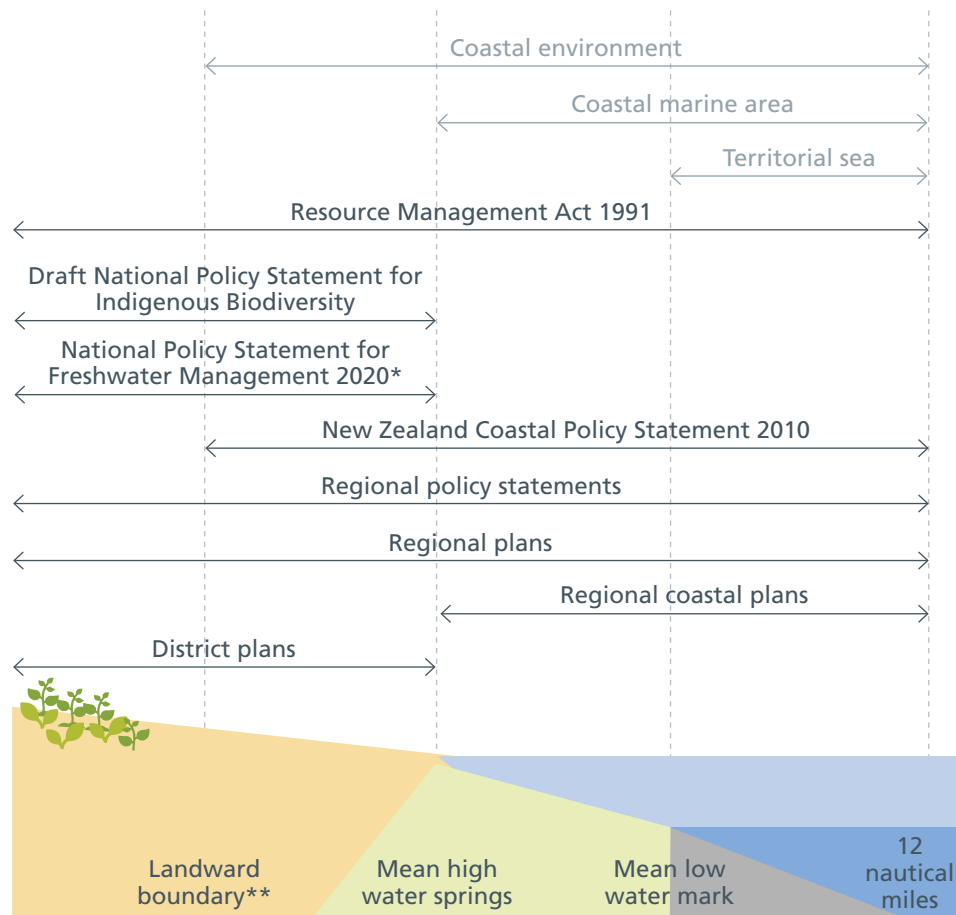 Coastal environment
Coastal marine area
Territorial sea
Resource Management Act 1991
Draft National Policy Statement for
Indigenous Biodiversity
National Policy Statement for
Freshwater Management 2020*
New Zealand Coastal Policy Statement 2010
Regional policy statements
Regional plans
Regional coastal plans
District plans
Landward
boundary**
Mean high
water springs
Mean low
water mark
12
nautical
miles